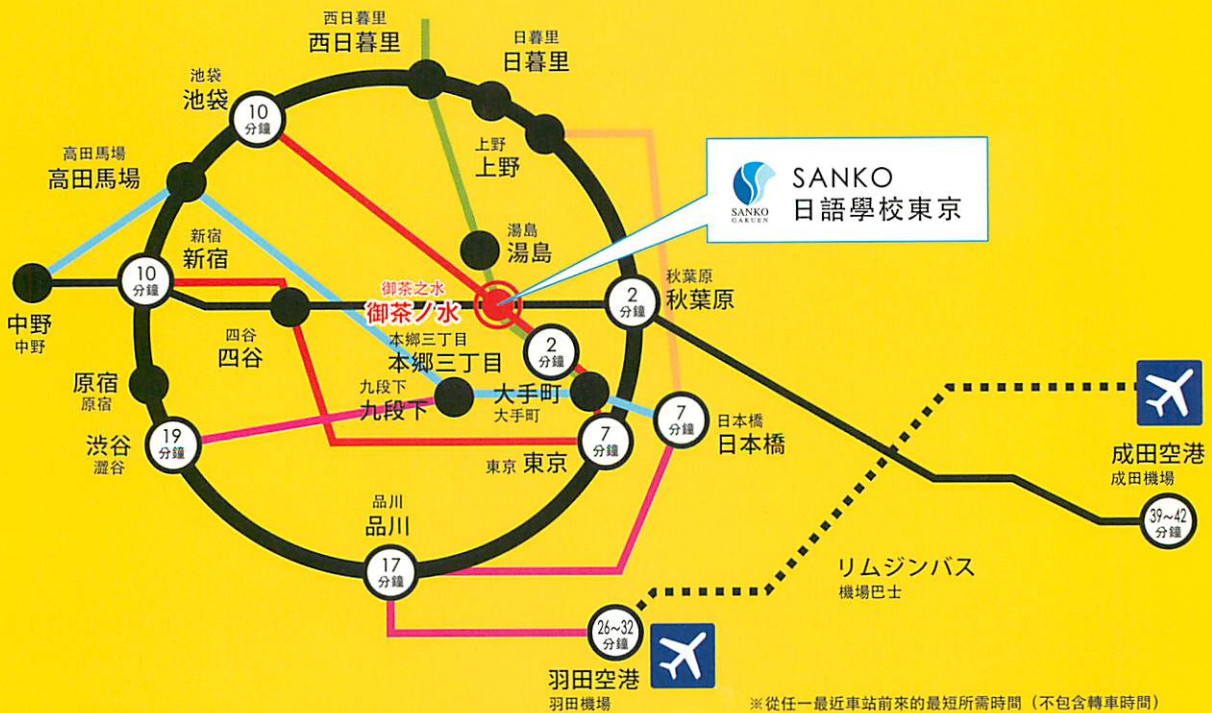 西日暮里
西日暮里
日暮里
日暮里
池袋
池袋
10
分鐘
上野
上野
高田馬場
高田馬場
SANKO
GAKUEN
SANKO
日語學校東京
湯島
湯島
新宿
新宿
10
分鐘
中野
中野
御茶之水
御茶ノ水
秋葉原
秋葉原
2
分鐘
四谷
四谷
本郷三丁目
本郷三丁目
2
分鐘
原宿
原宿
九段下
九段下
大手町
大手町
渋谷
澀谷
19
分鐘
東京 東京
7
分鐘
7
分鐘
日本橋
日本橋
成田空港
成田機場
39~42
分鐘
品川
品川
17
分鐘
リムジンバス
機場巴士
26~32
分鐘
羽田空港
羽田機場
※從任一最近車站前來的最短所需時間（不包含轉車時間）